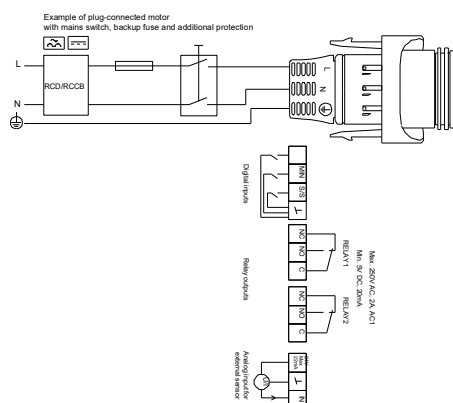 Example of plug-connected motor
with mains switch, backup fuse and additional protection
L
RCD/RCCB
N
L
N
Digital inputs
MIN
S/S
Relay outputs
NC
NO
C
RELAY1
Max. 250V AC, 2A, AC1
Min. 5V DC, 20mA
NC
NO
C
RELAY2
Analog input for
external sensor
Max.
22mA
N